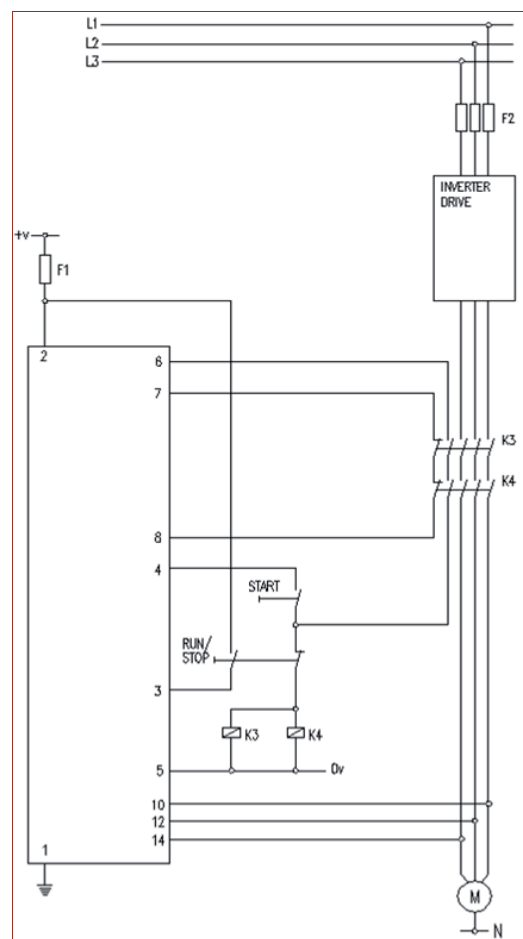 L1
L2
L3
F2
INVERTER
DRIVE
+v
F1
2
6
7
K3
K4
8
4
START
RUN/
STOP
3
K3
K4
5
0v
10
12
14
1
M
N